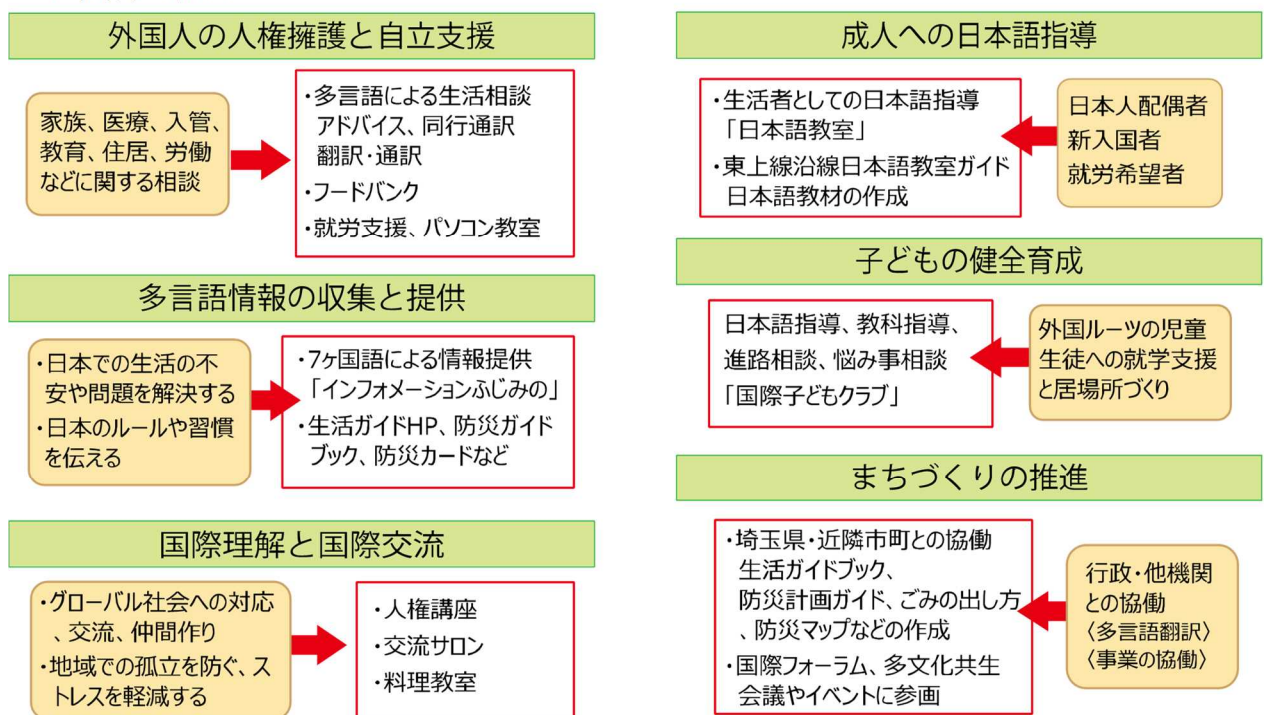 外国人の人権擁護と自立支援
家族、医療、入管、
教育、住居、労働
などに関する相談
・多言語による生活相談
アドバイス、同行通訳
翻訳・通訳
・フードバンク
・就労支援、パソコン教室
多言語情報の収集と提供
・日本での生活の不
安や問題を解決する
・日本のルールや習慣
を伝える
・7ヶ国語による情報提供
「インフォメーションふじみの」
・生活ガイドHP、防災ガイド
ブック、防災カードなど
国際理解と国際交流
・グローバル社会への対応
、交流、仲間作り
・地域での孤立を防ぐ、ス
トレスを軽減する
・人権講座
・交流サロン
・料理教室
成人への日本語指導
・生活者としての日本語指導
「日本語教室」
・東上線沿線日本語教室ガイド
日本語教材の作成
日本人配偶者
新入国者
就労希望者
子どもの健全育成
日本語指導、教科指導、
進路相談、悩み事相談
「国際子どもクラブ」
外国ルーツの児童
生徒への就学支援
と居場所づくり
まちづくりの推進
・埼玉県・近隣市町との協働
生活ガイドブック、
防災計画ガイド、ごみの出し方
、防災マップなどの作成
・国際フォーラム、多文化共生
会議やイベントに参画
行政・他機関
との協働
〈多言語翻訳〉
〈事業の協働〉